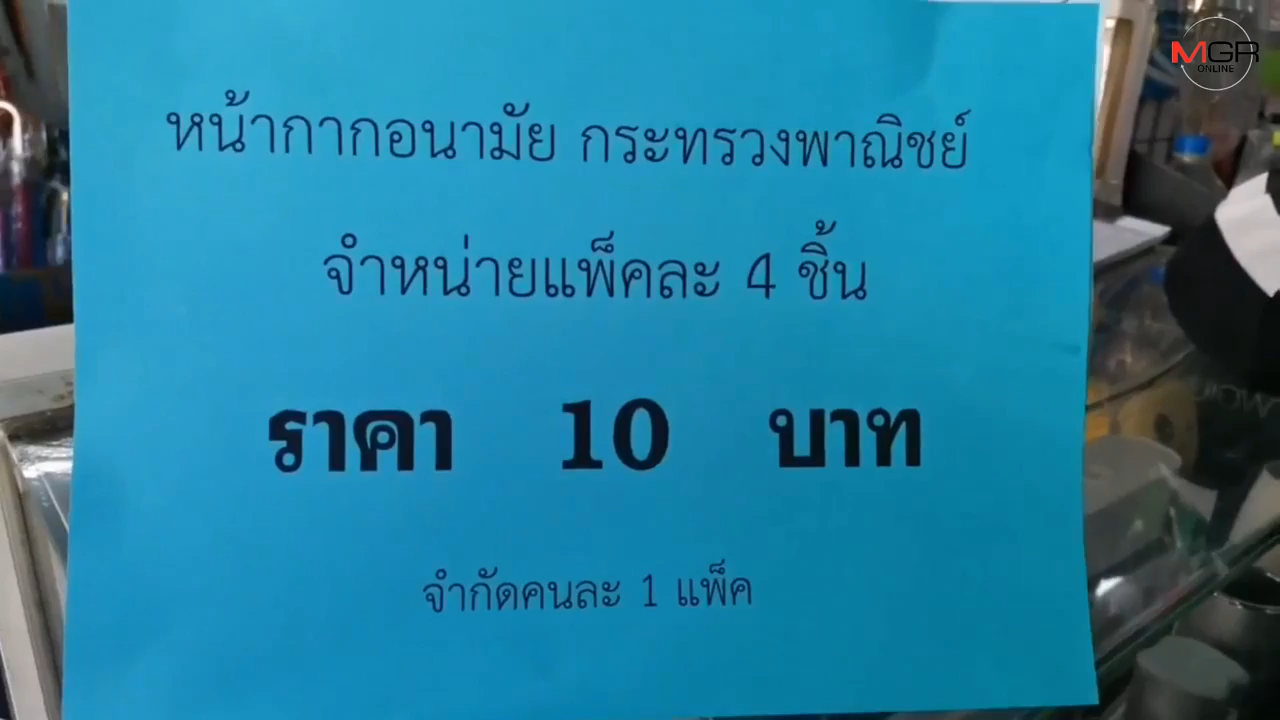 MGR
ONLINE
หน้ากากอนามัย กระทรวงพาณิชย์
จำหน่ายแพ็คละ 4 ชิ้น
ราคา 10 บาท
จำกัดคนละ 1 แพ็ค